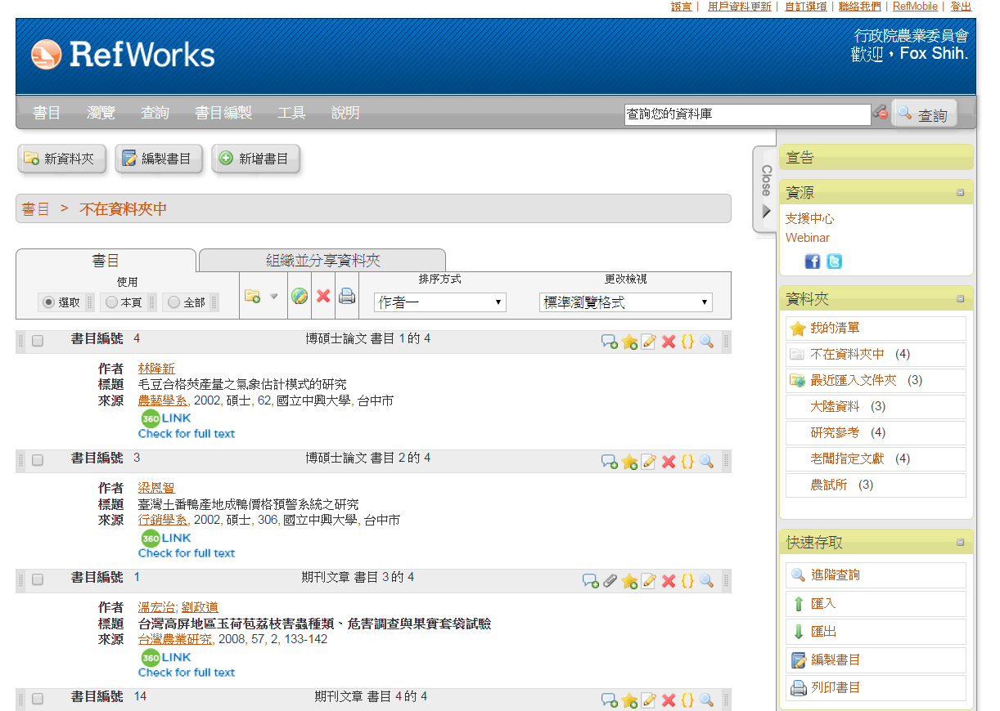 語言 | 用戶資料更新 | 自訂選項 | 聯絡我們 | RefMobile | 登出
RefWorks
行政院農業委員會
歡迎，Fox Shih.
書目 瀏覽 查詢 書目編製 工具 說明
查詢您的資料庫 查詢
新資料夾 編製書目 新增書目
書目 > 不在資料夾中
書目 組織並分享資料夾
使用 排序方式 更改檢視
選取 本頁 全部 作者一 標準瀏覽格式
書目編號 4 博碩士論文 書目 1的 4
作者 林隆新
標題 毛豆合格莢產量之氣象估計模式的研究
來源 農藝學系, 2002, 碩士, 62, 國立中興大學, 台中市
360 LINK
Check for full text
書目編號 3 博碩士論文 書目 2的 4
作者 梁恩智
標題 臺灣土番鴨產地成鴨價格預警系統之研究
來源 行銷學系, 2002, 碩士, 306, 國立中興大學, 台中市
360 LINK
Check for full text
書目編號 1 期刊文章 書目 3的 4
作者 溫宏治; 劉政道
標題 台灣高屏地區玉荷苞荔枝害蟲種類、危害調查與果實套袋試驗
來源 台灣農業研究, 2008, 57, 2, 133-142
360 LINK
Check for full text
書目編號 14 期刊文章 書目 4的 4
Close
宣告
資源
支援中心
Webinar
資料夾
我的清單
不在資料夾中 (4)
最近匯入文件夾 (3)
大陸資料 (3)
研究參考 (4)
老闆指定文獻 (4)
農試所 (3)
快速存取
進階查詢
匯入
匯出
編製書目
列印書目